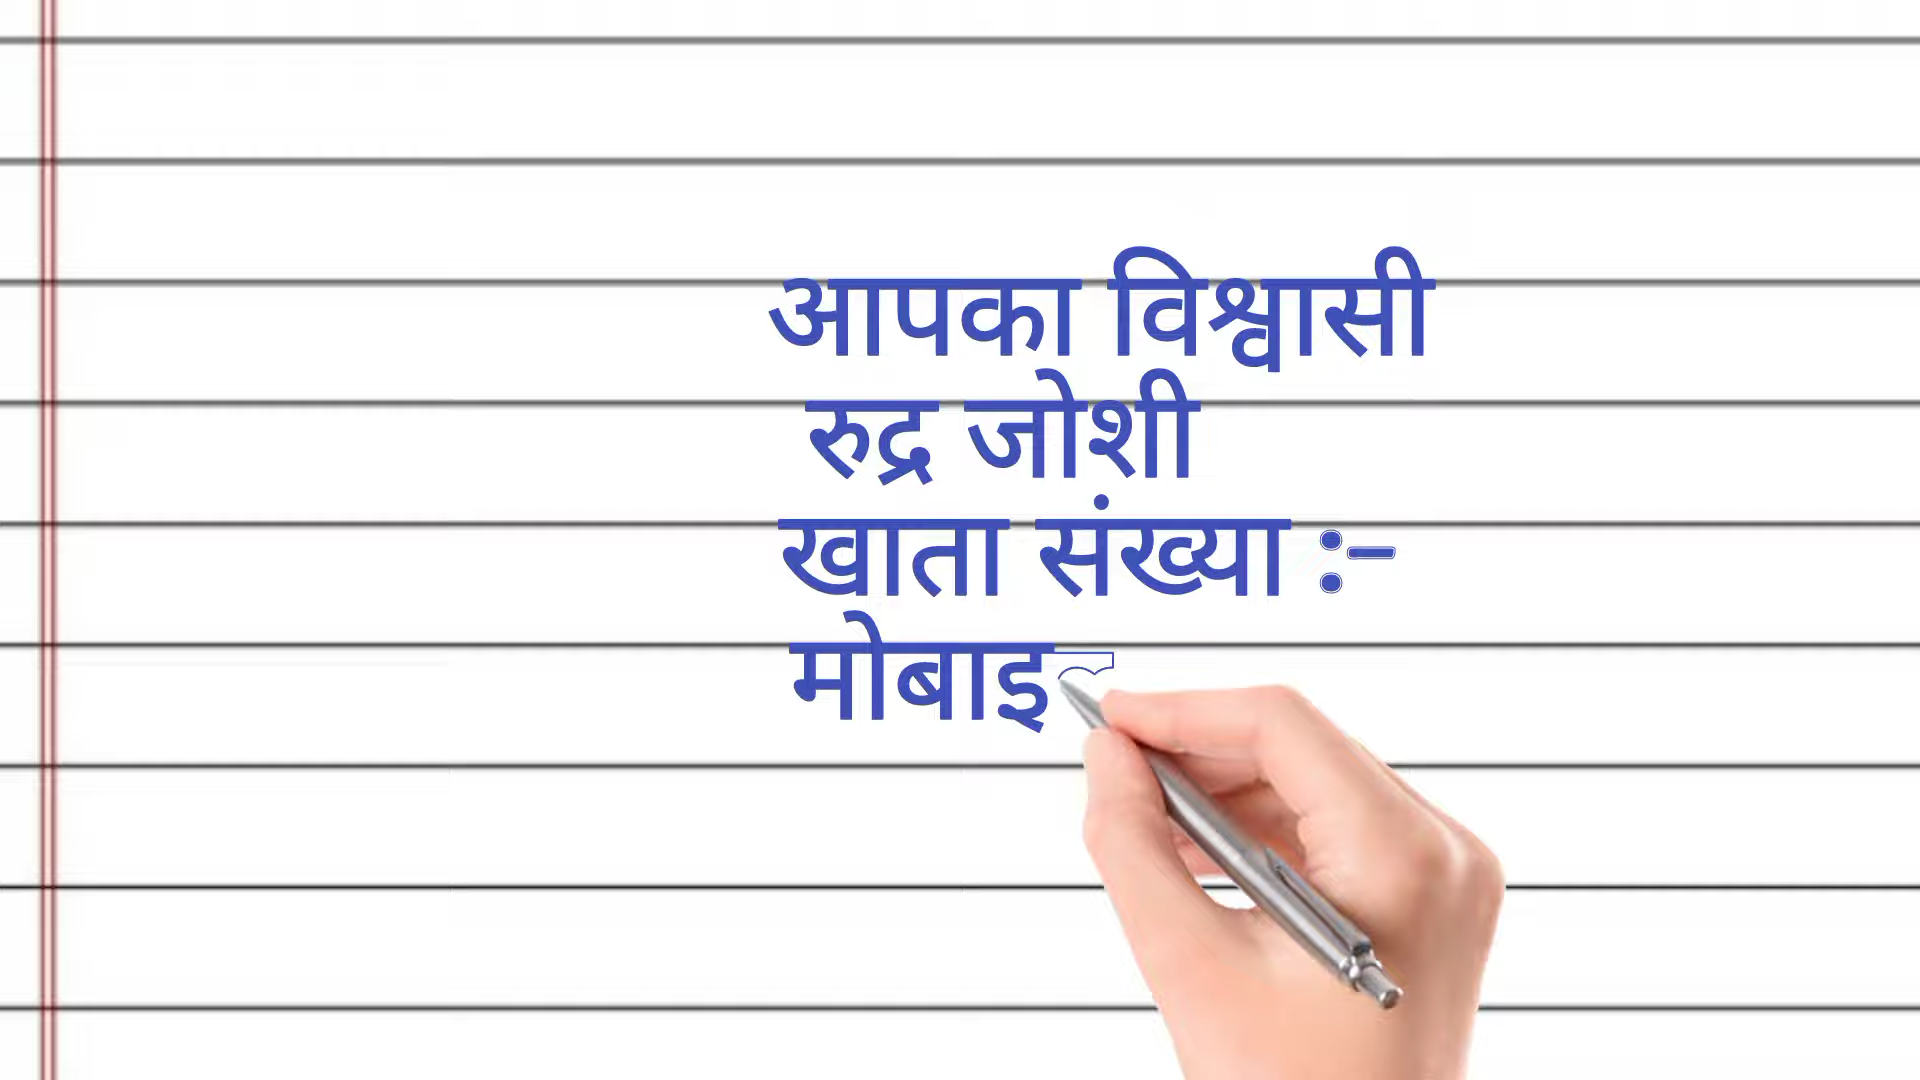 आपका विश्वासी
रुद्र जोशी
खाता संख्या :-
मोबाइ